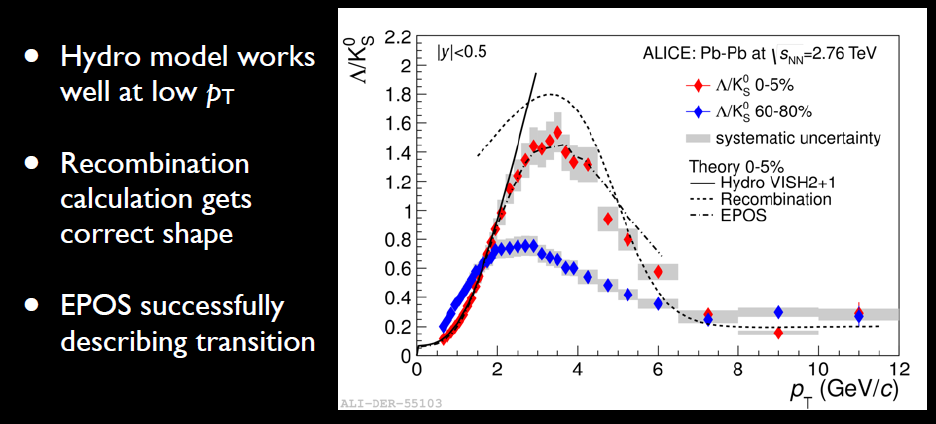 • Hydro model works
well at low pT
• Recombination
calculation gets
correct shape
• EPOS successfully
describing transition
Λ/K⁰S
|y|<0.5
ALICE: Pb-Pb at √sNN=2.76 TeV
Λ/K⁰S 0-5%
Λ/K⁰S 60-80%
systematic uncertainty
Theory 0-5%
Hydro VISH2+1
Recombination
EPOS
2.2
2
1.8
1.6
1.4
1.2
1
0.8
0.6
0.4
0.2
0
0 2 4 6 8 10 12
pT (GeV/c)
ALI-DER-55103